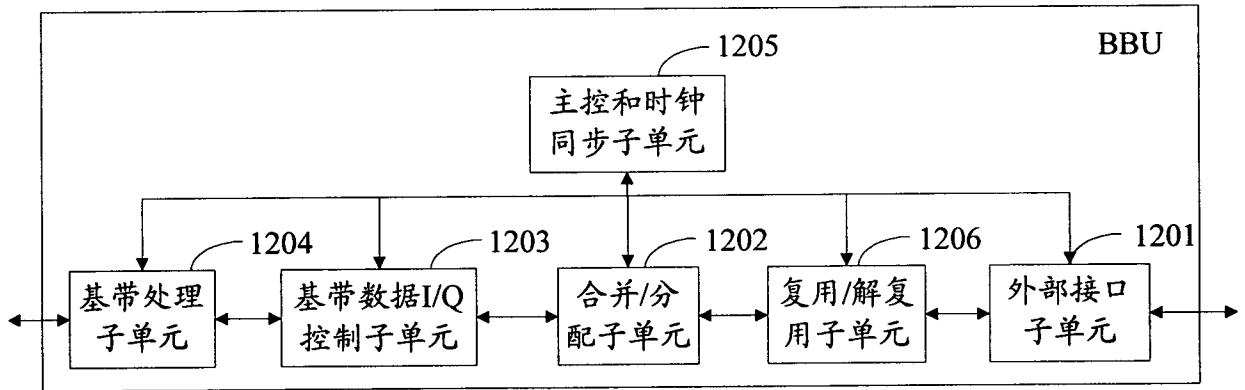 BBU
1205
主控和时钟
同步子单元
1204
1203
1202
1206
1201
基带处理
子单元
基带数据I/Q
控制子单元
合并/分
配子单元
复用/解复
用子单元
外部接口
子单元